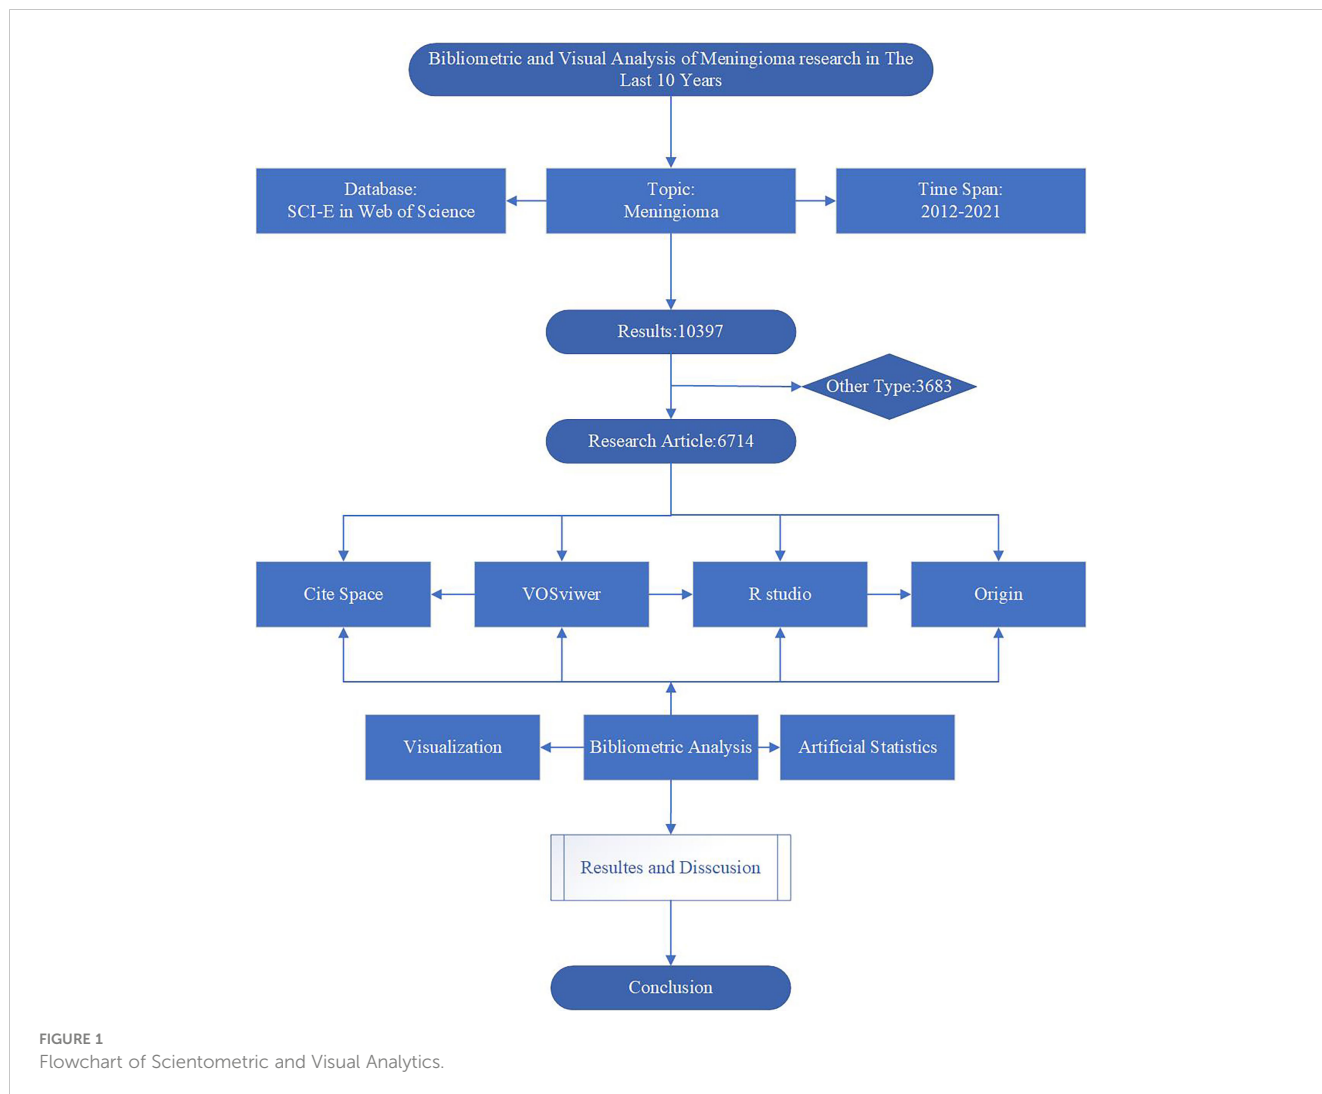 Bibliometric and Visual Analysis of Meningioma research in The
Last 10 Years
Database:
SCI-E in Web of Science
Topic:
Meningioma
Time Span:
2012-2021
Results:10397
Other Type:3683
Research Article:6714
Cite Space
VOSviwer
R studio
Origin
Visualization
Bibliometric Analysis
Artificial Statistics
Resultes and Disscusion
Conclusion
FIGURE 1
Flowchart of Scientometric and Visual Analytics.